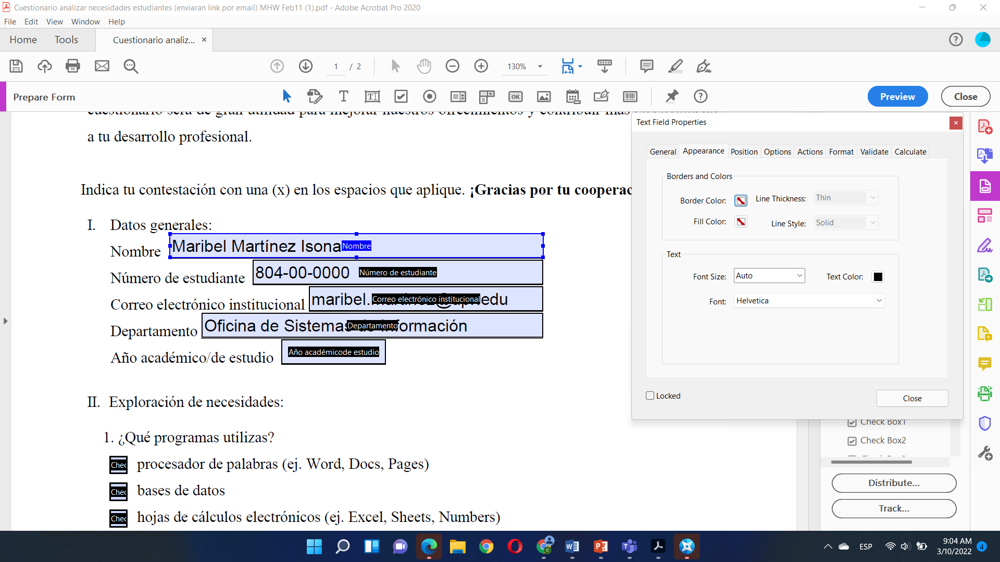 Cuestionario analizar necesidades estudiantes (enviaran link por email) MHW Feb11 (1).pdf - Adobe Acrobat Pro 2020
File Edit View Window Help
Home Tools Cuestionario analiz... ×
1 / 2 130%
Prepare Form OK Preview Close
a tu desarrollo profesional.
Indica tu contestación con una (x) en los espacios que aplique. ¡Gracias por tu cooperac
I. Datos generales:
Nombre Maribel Martínez Isona Nombre
Número de estudiante 804-00-0000 Número de estudiante
Correo electrónico institucional maribel. Correo electrónico institucional edu
Departamento Oficina de Sistemas Departamento formación
Año académico/de estudio Año académicode estudio
II. Exploración de necesidades:
1. ¿Qué programas utilizas?
Chec procesador de palabras (ej. Word, Docs, Pages)
Chec bases de datos
Chec hojas de cálculos electrónicos (ej. Excel, Sheets, Numbers)
Text Field Properties
General Appearance Position Options Actions Format Validate Calculate
Borders and Colors
Border Color: Line Thickness: Thin
Fill Color: Line Style: Solid
Text
Font Size: Auto Text Color:
Font: Helvetica
Locked
Close
Check Box1
Check Box2
Distribute...
Track...
ESP
9:04 AM
3/10/2022
4